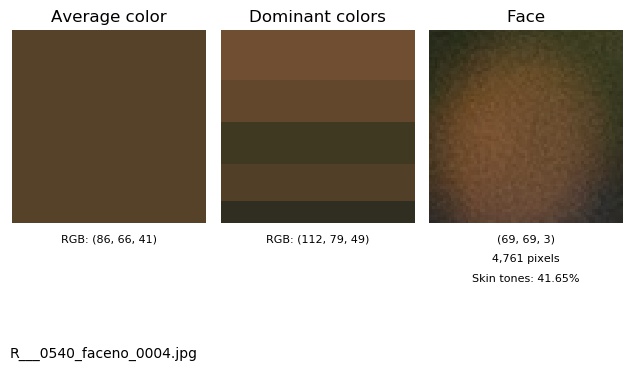 Average color
Dominant colors
Face
RGB: (86, 66, 41)
RGB: (112, 79, 49)
(69, 69, 3)
4,761 pixels
Skin tones: 41.65%
R___0540_faceno_0004.jpg